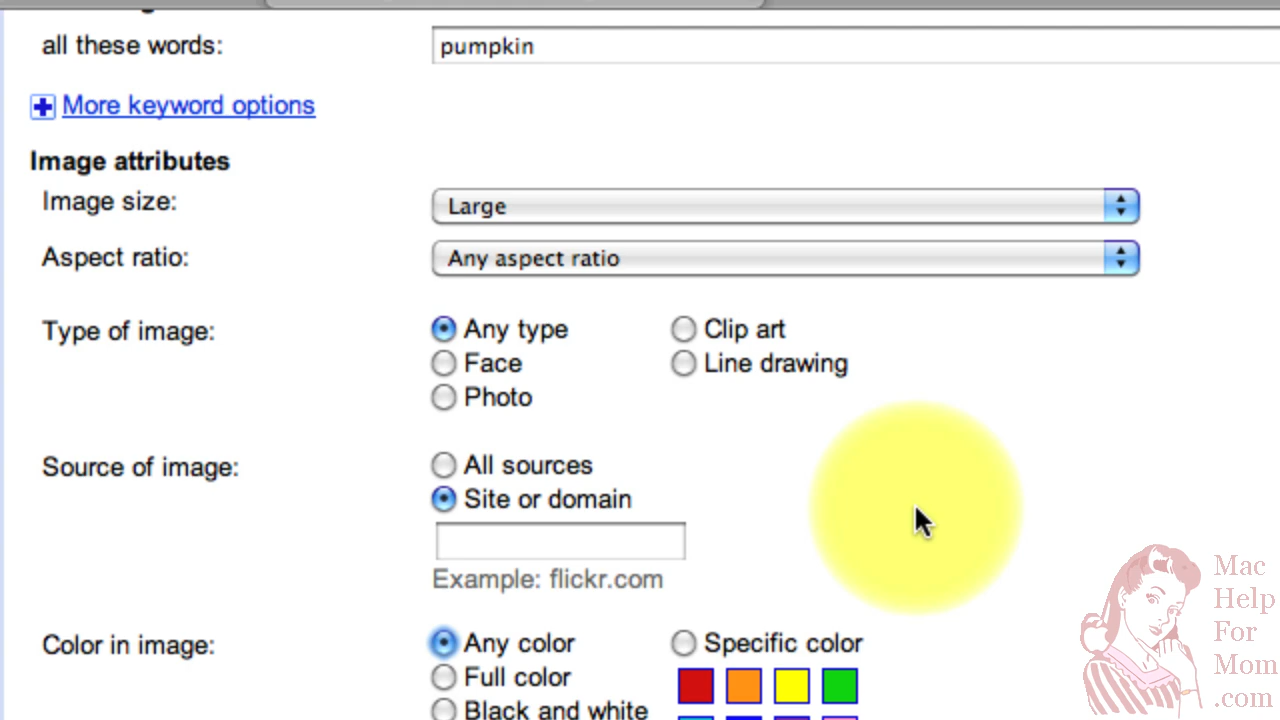 all these words:
pumpkin
More keyword options
Image attributes
Image size:
Large
Aspect ratio:
Any aspect ratio
Type of image:
Any type
Clip art
Face
Line drawing
Photo
Source of image:
All sources
Site or domain
Example: flickr.com
Color in image:
Any color
Specific color
Full color
Black and white
Mac
Help
For
Mom
.com